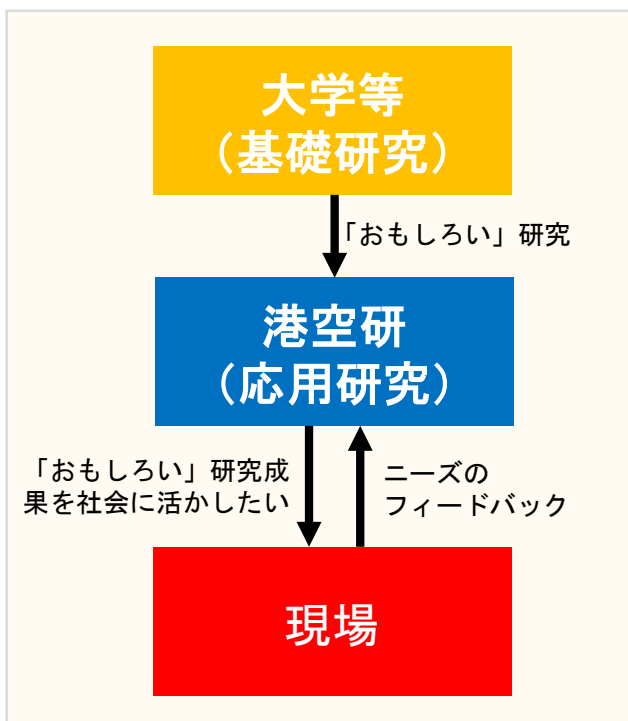 大学等
（基礎研究）
「おもしろい」研究
港空研
（応用研究）
「おもしろい」研究成
果を社会に活かしたい
ニーズの
フィードバック
現場